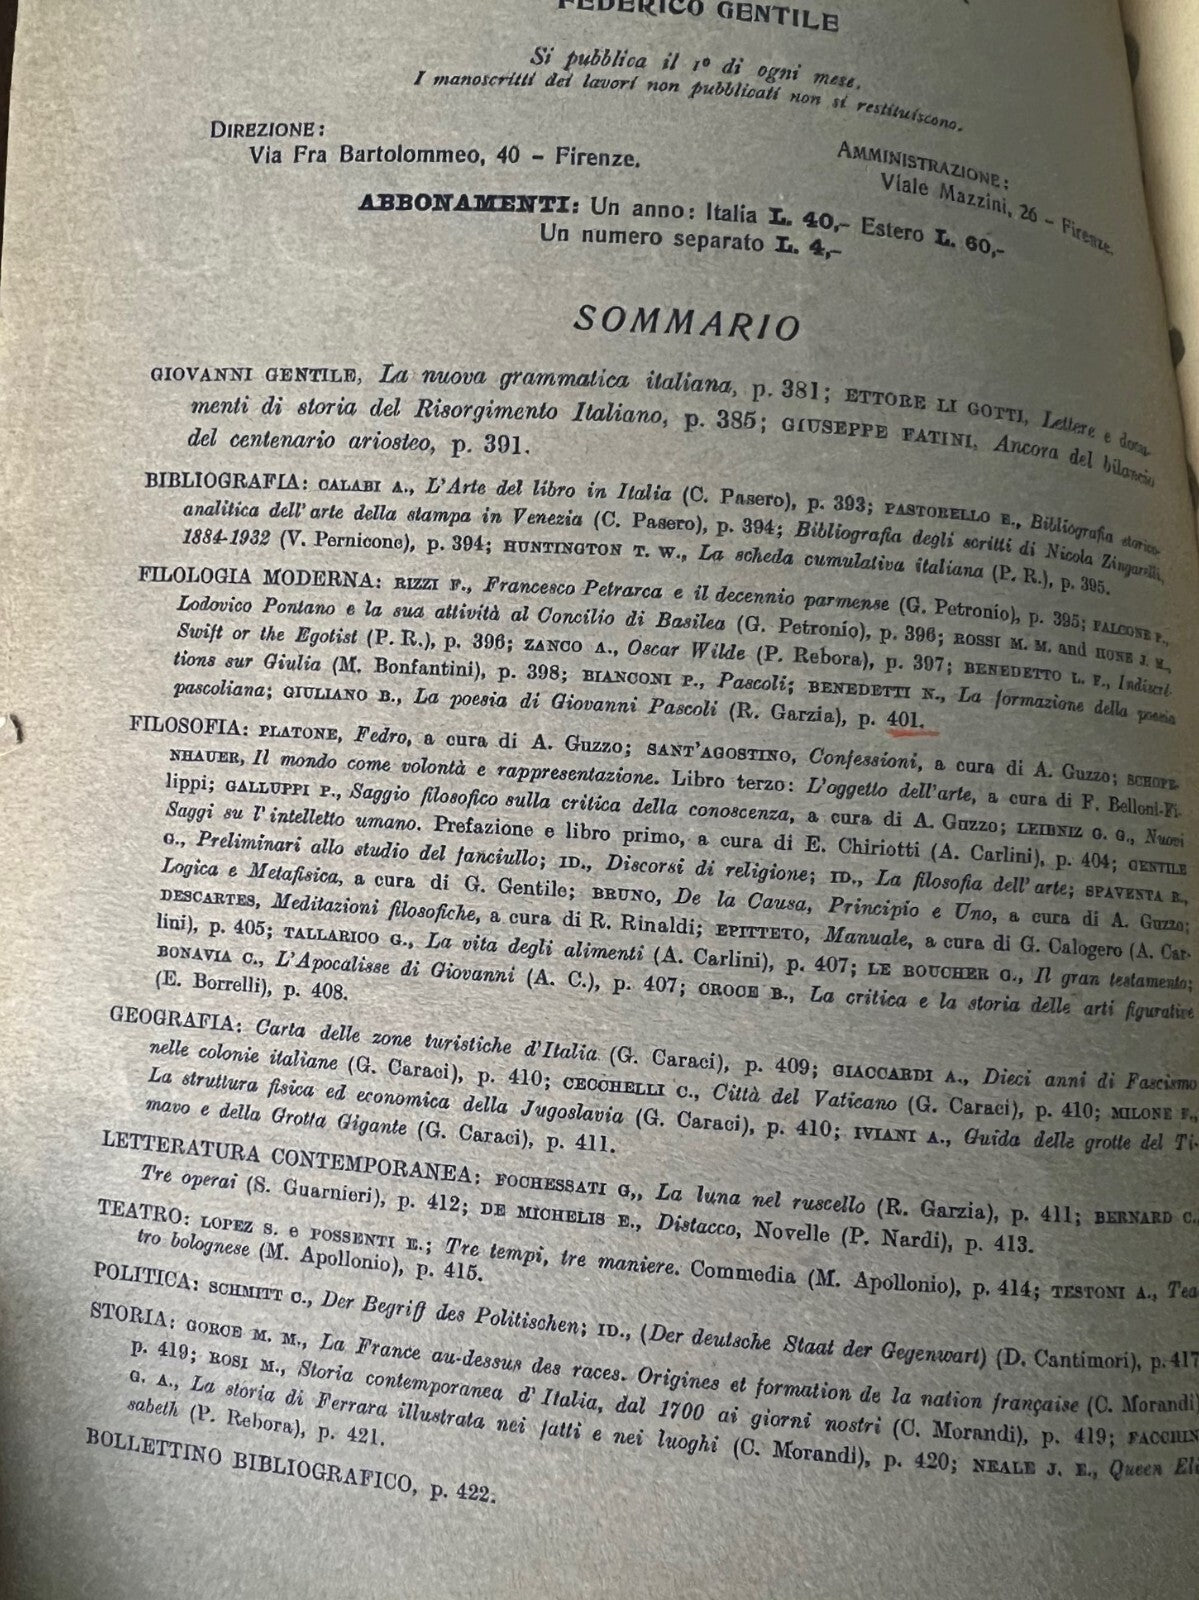 FEDERICO GENTILE
Si pubblica il 1º di ogni mese.
I manoscritti dei lavori non pubblicati non si restituiscono.
DIREZIONE:
Via Fra Bartolommeo, 40 - Firenze.
AMMINISTRAZIONE:
Viale Mazzini, 26 - Firenze.
ABBONAMENTI: Un anno: Italia L. 40,- Estero L. 60,-
Un numero separato L. 4,-
SOMMARIO
GIOVANNI GENTILE, La nuova grammatica italiana, p. 381; ETTORE LI GOTTI, Lettere e docu-
menti di storia del Risorgimento Italiano, p. 385; GIUSEPPE FATINI, Ancora del bilancio
del centenario ariosteo, p. 391.
BIBLIOGRAFIA: CALABI A., L'Arte del libro in Italia (C. Pasero), p. 393; PASTORELLO E., Bibliografia storico-
analitica dell'arte della stampa in Venezia (C. Pasero), p. 394; Bibliografia degli scritti di Nicola Zingarelli,
1884-1932 (V. Pernicone), p. 394; HUNTINGTON T. W., La scheda cumulativa italiana (P. R.), p. 395.
FILOLOGIA MODERNA: RIZZI F., Francesco Petrarca e il decennio parmense (G. Petronio), p. 395; FALCONE P.,
Lodovico Pontano e la sua attività al Concilio di Basilea (G. Petronio), p. 396; ROSSI M. M. and HONE J. M.,
Swift or the Egotist (P. R.), p. 396; ZANCO A., Oscar Wilde (P. Rebora), p. 397; BENEDETTO L. F., Indiscré-
tions sur Giulia (M. Bonfantini), p. 398; BIANCONI P., Pascoli; BENEDETTI N., La formazione della poesia
pascoliana; GIULIANO B., La poesia di Giovanni Pascoli (R. Garzia), p. 401.
FILOSOFIA: PLATONE, Fedro, a cura di A. Guzzo; SANT'AGOSTINO, Confessioni, a cura di A. Guzzo; SCHOPE-
NHAUER, Il mondo come volontà e rappresentazione. Libro terzo: L'oggetto dell'arte, a cura di F. Belloni-Fi-
lippi; GALLUPPI P., Saggio filosofico sulla critica della conoscenza, a cura di A. Guzzo; LEIBNIZ G. G., Nuovi
Saggi su l'intelletto umano. Prefazione e libro primo, a cura di E. Chiriotti (A. Carlini), p. 404; GENTILE
G., Preliminari allo studio del fanciullo; ID., Discorsi di religione; ID., La filosofia dell'arte; SPAVENTA B.,
Logica e Metafisica, a cura di G. Gentile; BRUNO, De la Causa, Principio e Uno, a cura di A. Guzzo;
DESCARTES, Meditazioni filosofiche, a cura di R. Rinaldi; EPITTETO, Manuale, a cura di G. Calogero (A. Car-
lini), p. 405; TALLARICO G., La vita degli alimenti (A. Carlini), p. 407; LE BOUCHER G., Il gran testamento;
BONAVIA C., L'Apocalisse di Giovanni (A. C.), p. 407; CROCE B., La critica e la storia delle arti figurative
(E. Borrelli), p. 408.
GEOGRAFIA: Carta delle zone turistiche d'Italia (G. Caraci), p. 409; GIACCARDI A., Dieci anni di Fascismo
nelle colonie italiane (G. Caraci), p. 410; CECCHELLI C., Città del Vaticano (G. Caraci), p. 410; MILONE F.,
La struttura fisica ed economica della Jugoslavia (G. Caraci), p. 410; IVIANI A., Guida delle grotte del Ti-
mavo e della Grotta Gigante (G. Caraci), p. 411.
LETTERATURA CONTEMPORANEA: FOCHESSATI G,, La luna nel ruscello (R. Garzia), p. 411; BERNARD C.,
Tre operai (S. Guarnieri), p. 412; DE MICHELIS E., Distacco, Novelle (P. Nardi), p. 413.
TEATRO: LOPEZ S. e POSSENTI E.; Tre tempi, tre maniere. Commedia (M. Apollonio), p. 414; TESTONI A., Tea-
tro bolognese (M. Apollonio), p. 415.
POLITICA: SCHMITT C., Der Begriff des Politischen; ID., (Der deutsche Staat der Gegenwart) (D. Cantimori), p. 417
STORIA: GORCE M. M., La France au-dessus des races. Origines et formation de la nation française (C. Morandi)
p. 419; ROSI M., Storia contemporanea d'Italia, dal 1700 ai giorni nostri (C. Morandi), p. 419; FACCHIN
G. A., La storia di Ferrara illustrata nei fatti e nei luoghi (C. Morandi), p. 420; NEALE J. E., Queen Eli
sabeth (P. Rebora), p. 421.
BOLLETTINO BIBLIOGRAFICO, p. 422.